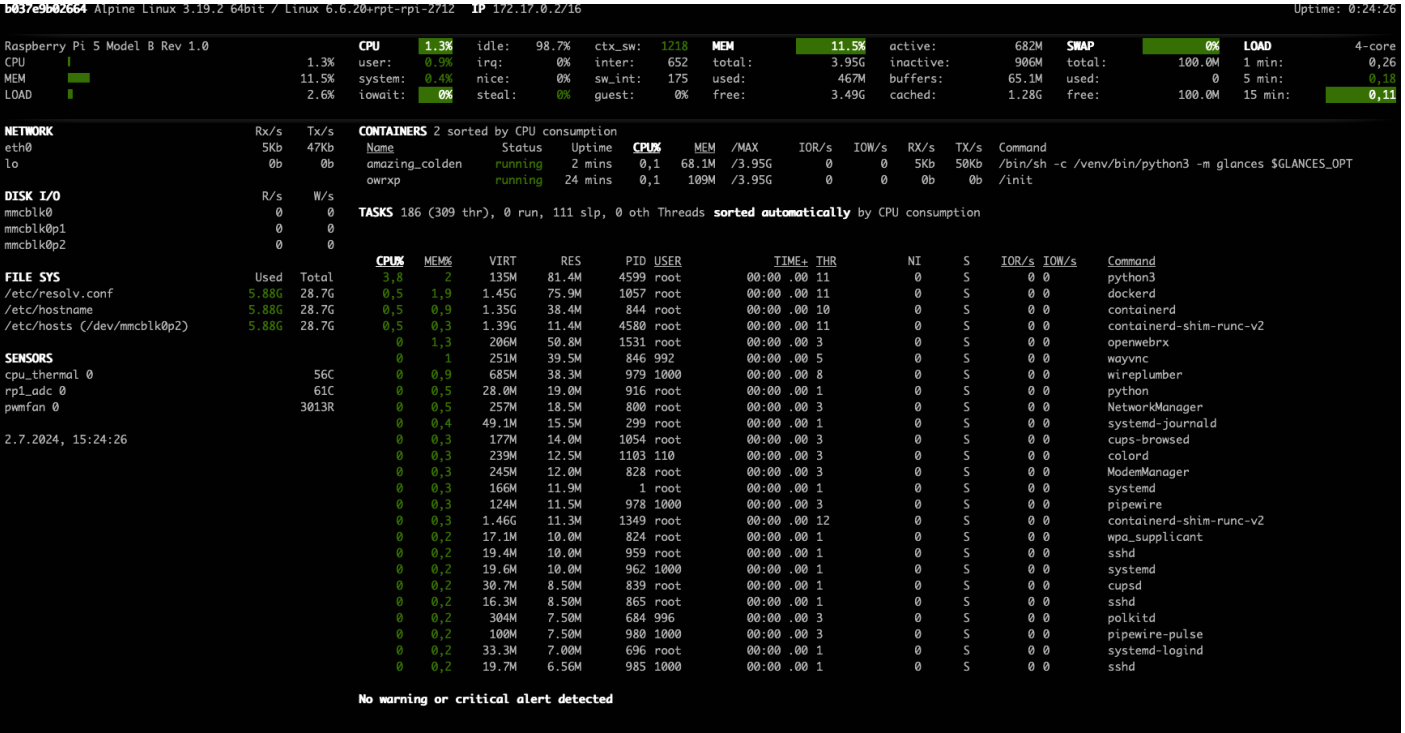 b037e9b02664 Alpine Linux 3.19.2 64bit / Linux 6.6.20+rpt-rpi-2712 IP 172.17.0.2/16 Uptime: 0:24:26
Raspberry Pi 5 Model B Rev 1.0 CPU 1.3% idle: 98.7% ctx_sw: 1218 MEM 11.5% active: 682M SWAP 0% LOAD 4-core
CPU 1.3% user: 0.9% irq: 0% inter: 652 total: 3.95G inactive: 906M total: 100.0M 1 min: 0,26
MEM 11.5% system: 0.4% nice: 0% sw_int: 175 used: 467M buffers: 65.1M used: 0 5 min: 0,18
LOAD 2.6% iowait: 0% steal: 0% guest: 0% free: 3.49G cached: 1.28G free: 100.0M 15 min: 0,11
NETWORK Rx/s Tx/s
eth0 5Kb 47Kb
lo 0b 0b
DISK I/O R/s W/s
mmcblk0 0 0
mmcblk0p1 0 0
mmcblk0p2 0 0
FILE SYS Used Total
/etc/resolv.conf 5.88G 28.7G
/etc/hostname 5.88G 28.7G
/etc/hosts (/dev/mmcblk0p2) 5.88G 28.7G
SENSORS
cpu_thermal 0 56C
rp1_adc 0 61C
pwmfan 0 3013R
2.7.2024, 15:24:26
CONTAINERS 2 sorted by CPU consumption
Name Status Uptime CPU% MEM /MAX IOR/s IOW/s RX/s TX/s Command
amazing_colden running 2 mins 0,1 68.1M /3.95G 0 0 5Kb 50Kb /bin/sh -c /venv/bin/python3 -m glances $GLANCES_OPT
owrxp running 24 mins 0,1 109M /3.95G 0 0 0b 0b /init
TASKS 186 (309 thr), 0 run, 111 slp, 0 oth Threads sorted automatically by CPU consumption
CPU% MEM% VIRT RES PID USER TIME+ THR NI S IOR/s IOW/s Command
3,8 2 135M 81.4M 4599 root 00:00 .00 11 0 S 0 0 python3
0,5 1,9 1.45G 75.9M 1057 root 00:00 .00 11 0 S 0 0 dockerd
0,5 0,9 1.35G 38.4M 844 root 00:00 .00 10 0 S 0 0 containerd
0,5 0,3 1.39G 11.4M 4580 root 00:00 .00 11 0 S 0 0 containerd-shim-runc-v2
0 1,3 206M 50.8M 1531 root 00:00 .00 3 0 S 0 0 openwebrx
0 1 251M 39.5M 846 992 00:00 .00 5 0 S 0 0 wayvnc
0 0,9 685M 38.3M 979 1000 00:00 .00 8 0 S 0 0 wireplumber
0 0,5 28.0M 19.0M 916 root 00:00 .00 1 0 S 0 0 python
0 0,5 257M 18.5M 800 root 00:00 .00 3 0 S 0 0 NetworkManager
0 0,4 49.1M 15.5M 299 root 00:00 .00 1 0 S 0 0 systemd-journald
0 0,3 177M 14.0M 1054 root 00:00 .00 3 0 S 0 0 cups-browsed
0 0,3 239M 12.5M 1103 110 00:00 .00 3 0 S 0 0 colord
0 0,3 245M 12.0M 828 root 00:00 .00 3 0 S 0 0 ModemManager
0 0,3 166M 11.9M 1 root 00:00 .00 1 0 S 0 0 systemd
0 0,3 124M 11.5M 978 1000 00:00 .00 3 0 S 0 0 pipewire
0 0,3 1.46G 11.3M 1349 root 00:00 .00 12 0 S 0 0 containerd-shim-runc-v2
0 0,2 17.1M 10.0M 824 root 00:00 .00 1 0 S 0 0 wpa_supplicant
0 0,2 19.4M 10.0M 959 root 00:00 .00 1 0 S 0 0 sshd
0 0,2 19.6M 10.0M 962 1000 00:00 .00 1 0 S 0 0 systemd
0 0,2 30.7M 8.50M 839 root 00:00 .00 1 0 S 0 0 cupsd
0 0,2 16.3M 8.50M 865 root 00:00 .00 1 0 S 0 0 sshd
0 0,2 304M 7.50M 684 996 00:00 .00 3 0 S 0 0 polkitd
0 0,2 100M 7.50M 980 1000 00:00 .00 3 0 S 0 0 pipewire-pulse
0 0,2 33.3M 7.00M 696 root 00:00 .00 1 0 S 0 0 systemd-logind
0 0,2 19.7M 6.56M 985 1000 00:00 .00 1 0 S 0 0 sshd
No warning or critical alert detected